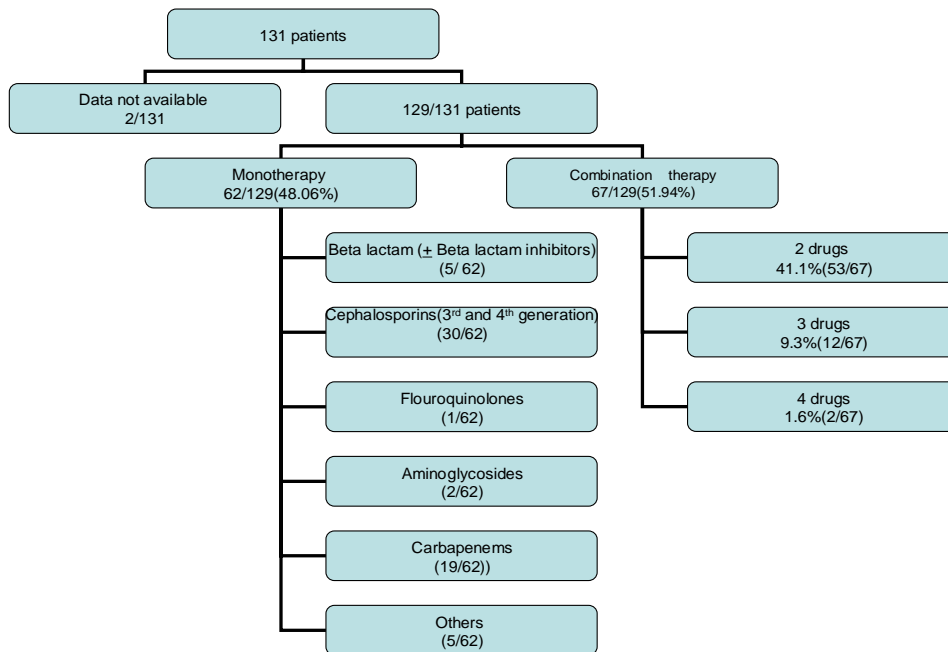 131 patients
Data not available
2/131
129/131 patients
Monotherapy
62/129(48.06%)
Combination therapy
67/129(51.94%)
Beta lactam (+ Beta lactam inhibitors)
(5/ 62)
Cephalosporins(3rd and 4th generation)
(30/62)
Flouroquinolones
(1/62)
Aminoglycosides
(2/62)
Carbapenems
(19/62))
Others
(5/62)
2 drugs
41.1%(53/67)
3 drugs
9.3%(12/67)
4 drugs
1.6%(2/67)